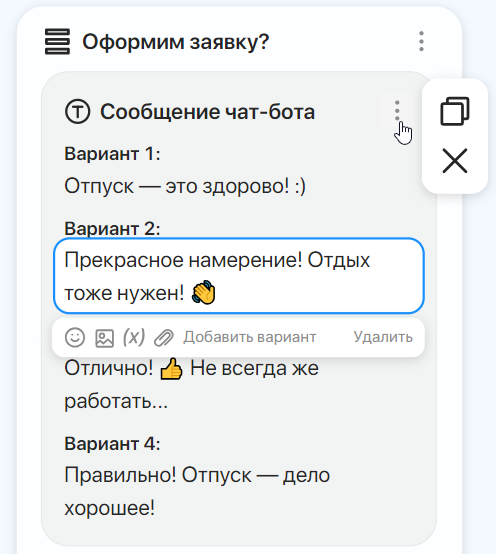 Оформим заявку?
Сообщение чат-бота
Вариант 1:
Отпуск — это здорово! :)
Вариант 2:
Прекрасное намерение! Отдых
тоже нужен! 👏
(x) Добавить вариант Удалить
Отлично! 👍 Не всегда же
работать...
Вариант 4:
Правильно! Отпуск — дело
хорошее!